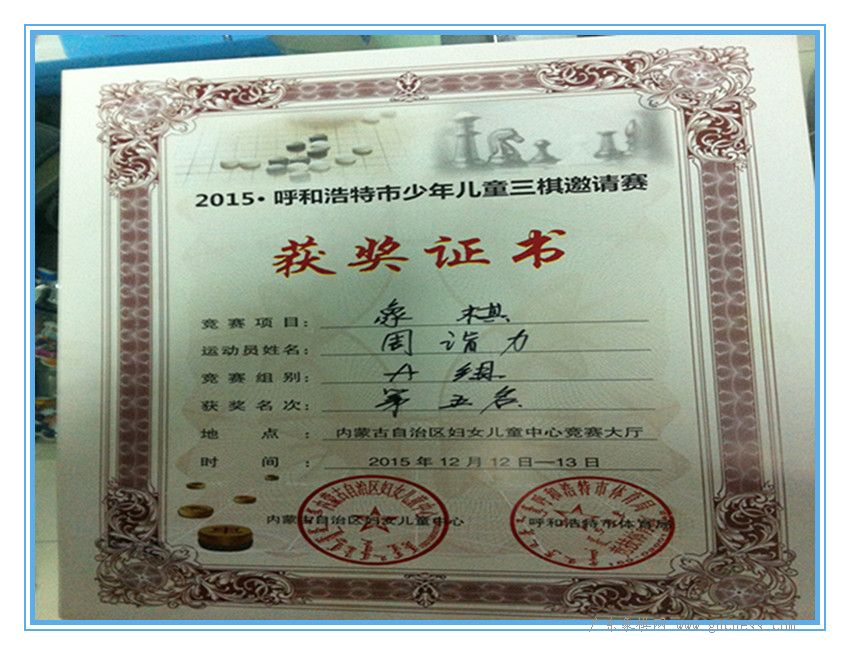 2015·呼和浩特市少年儿童三棋邀请赛
获奖证书
竞赛项目：象棋
运动员姓名：周诣力
竞赛组别：A组
获奖名次：第五名
地点：内蒙古自治区妇女儿童中心竞赛大厅
时间：2015年12月12日—13日
内蒙古自治区妇女儿童中心 呼和浩特市体育局
www.gdchess.com